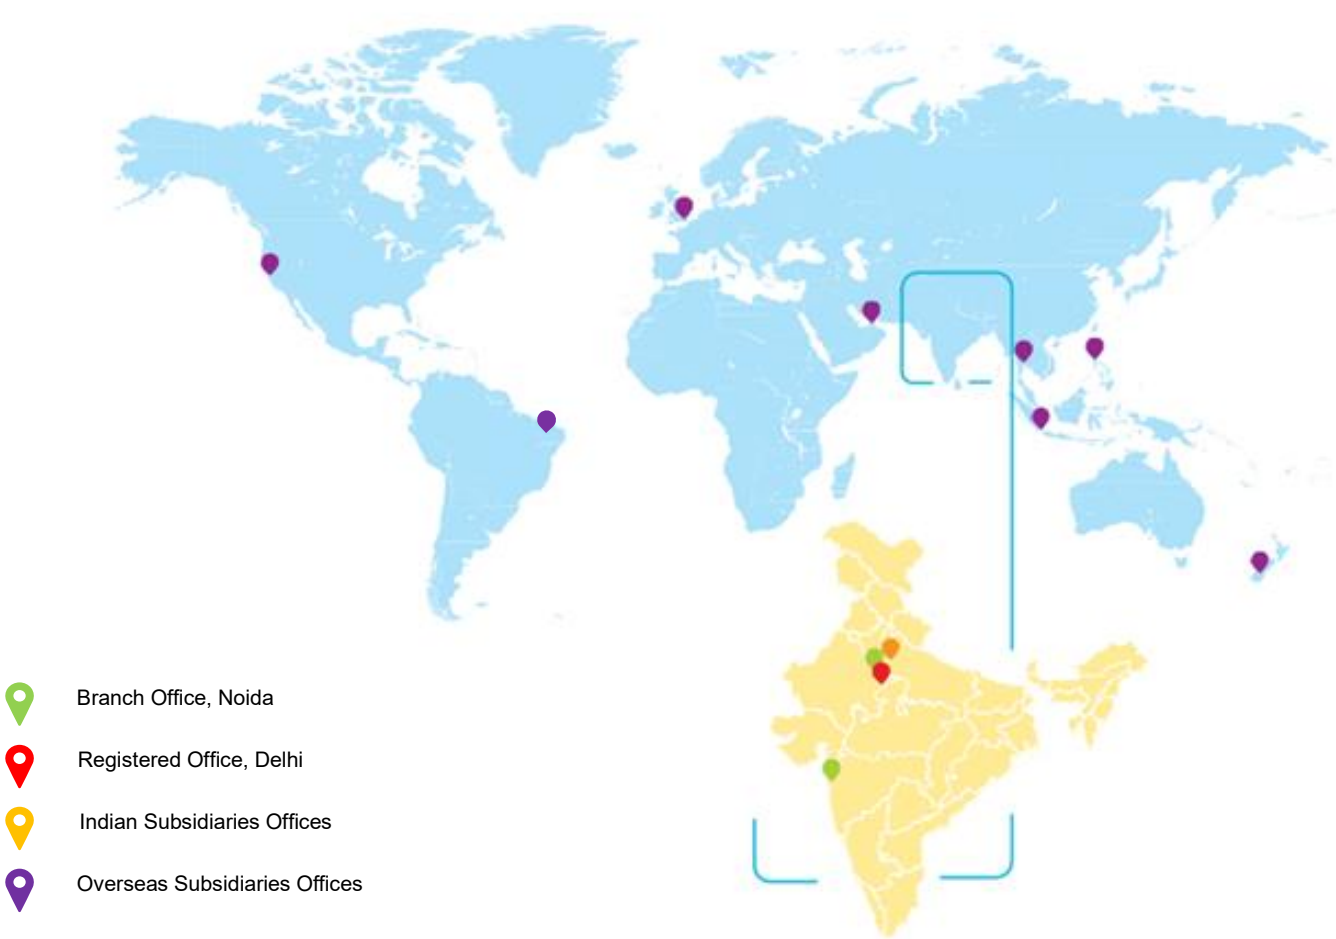 Branch Office, Noida
Registered Office, Delhi
Indian Subsidiaries Offices
Overseas Subsidiaries Offices